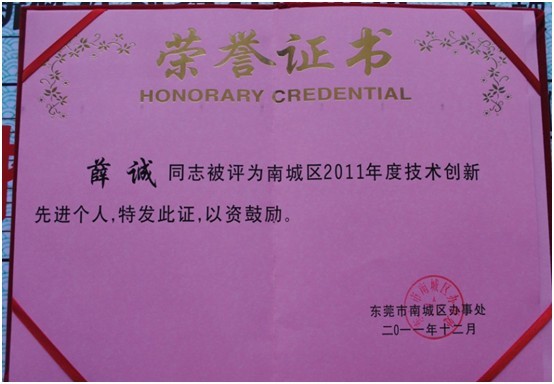 荣誉证书
HONORARY CREDENTIAL
薛诚 同志被评为南城区2011年度技术创新
先进个人,特发此证,以资鼓励。
东莞市南城区办事处
二○一一年十二月